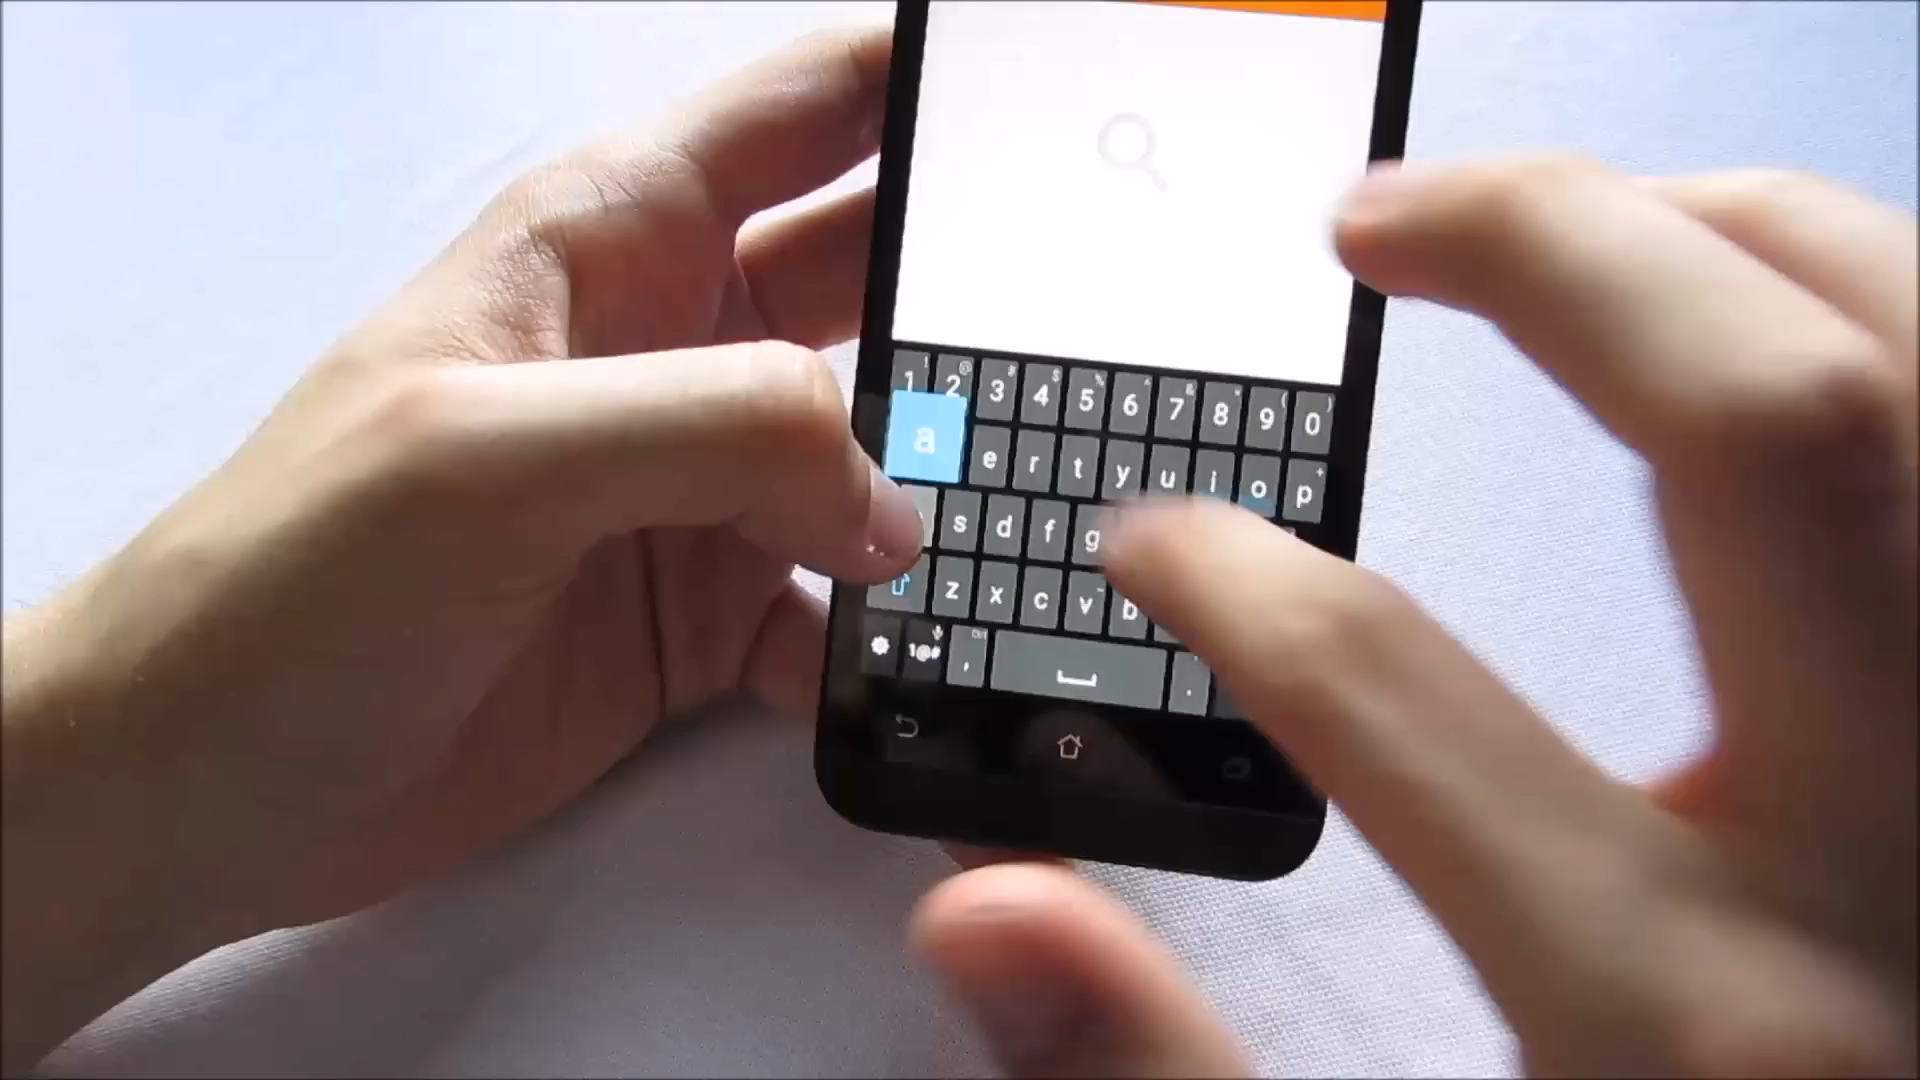 1 2 3 4 5 6 7 8 9 0
! @ # $ % ^ & * ( )
a e r t y u i o p
+
s d f g
z x c v b
1@# , .